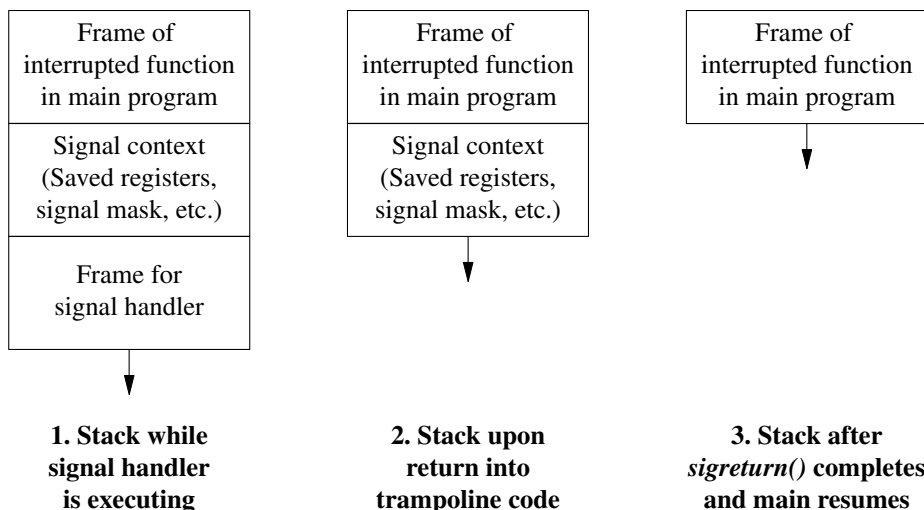 Frame of
interrupted function
in main program
Signal context
(Saved registers,
signal mask, etc.)
Frame for
signal handler
1. Stack while
signal handler
is executing
Frame of
interrupted function
in main program
Signal context
(Saved registers,
signal mask, etc.)
2. Stack upon
return into
trampoline code
Frame of
interrupted function
in main program
3. Stack after
sigreturn() completes
and main resumes